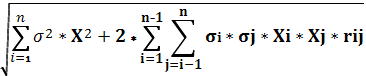 √(∑_{i=1}^{n} σ² * X² + 2 * ∑_{i=1}^{n-1} ∑_{j=i-1}^{n} σi * σj * Xi * Xj * rij)